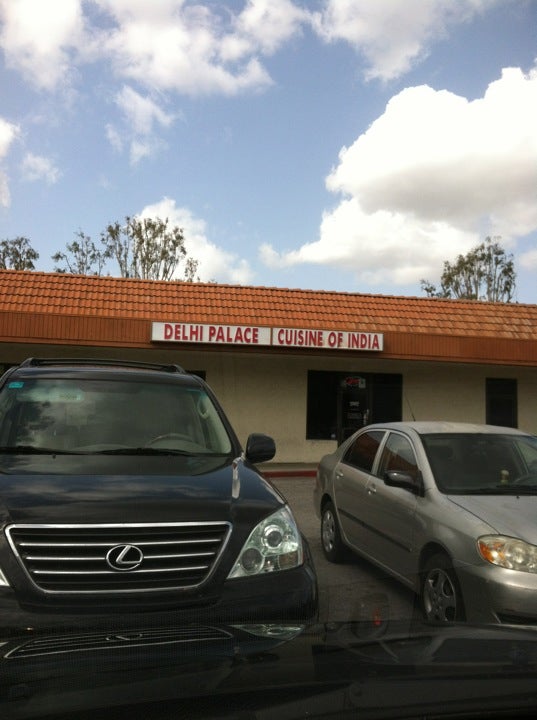 DELHI PALACE CUISINE OF INDIA